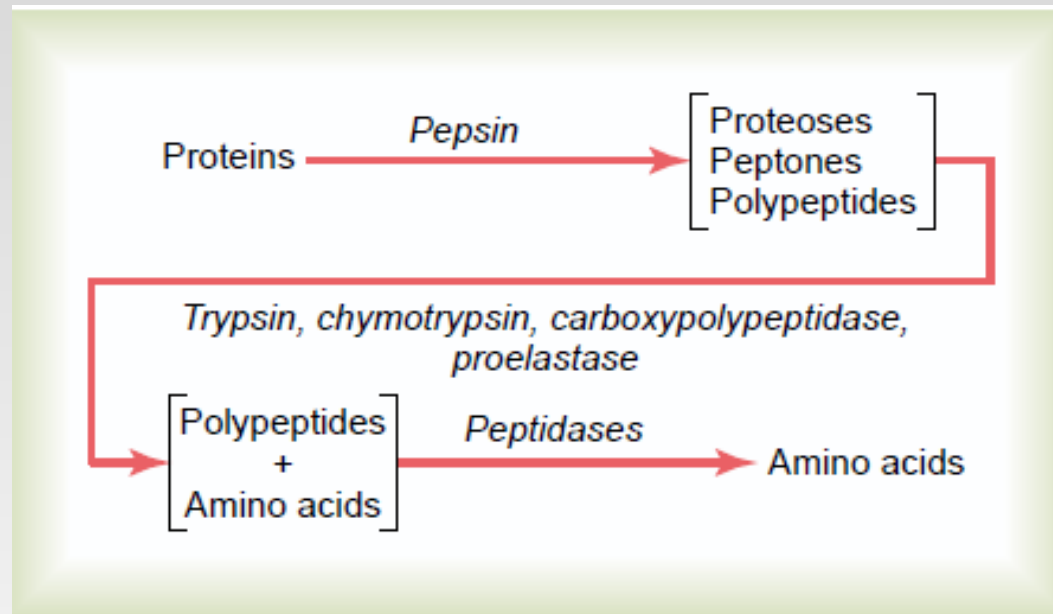 Proteins
Pepsin
Proteoses
Peptones
Polypeptides
Trypsin, chymotrypsin, carboxypolypeptidase,
proelastase
Polypeptides
+
Amino acids
Peptidases
Amino acids